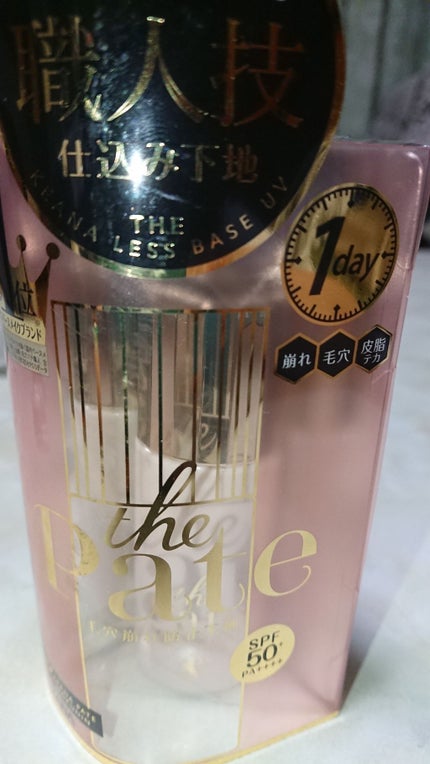 職人技
仕込み下地
THE
KEANA LESS BASE UV
1day
崩れ
毛穴
皮脂
テカ
位
the
Pate
SPF
50+
PA++++